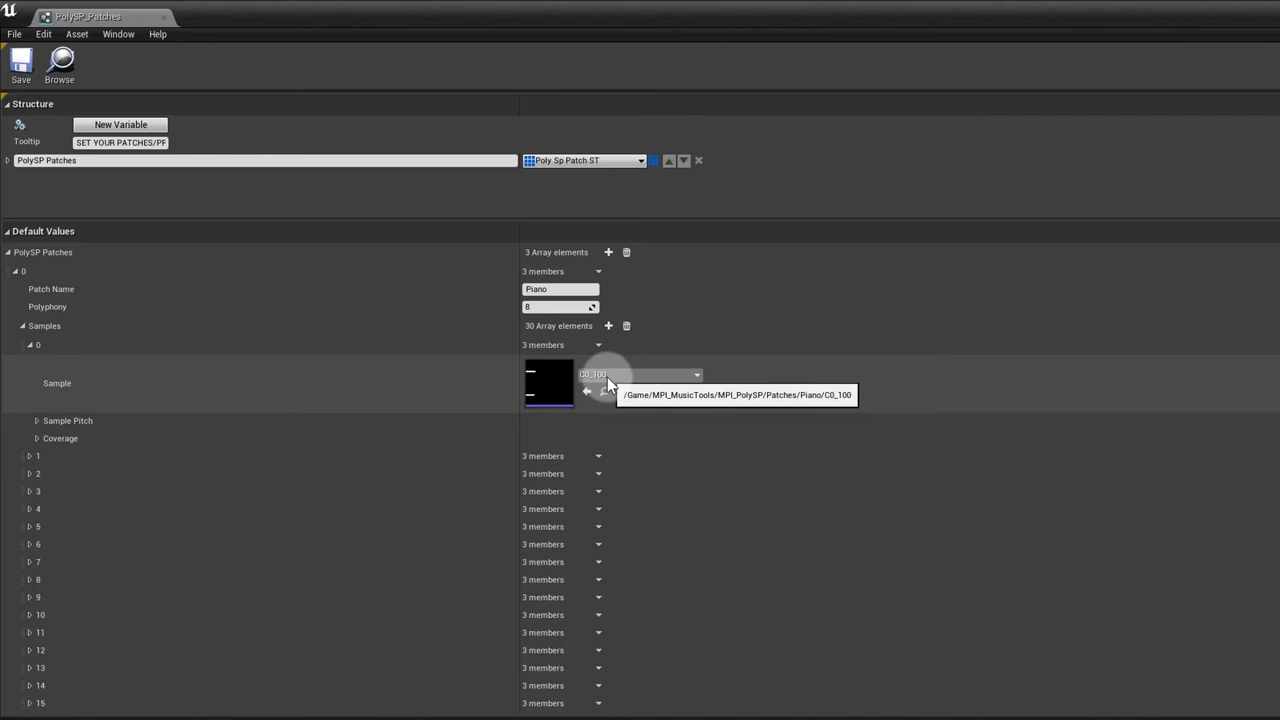 PolySP_Patches
File Edit Asset Window Help
Save Browse
Structure
New Variable
Tooltip SET YOUR PATCHES/PF
PolySP Patches Poly Sp Patch ST
Default Values
PolySP Patches 3 Array elements
0 3 members
Patch Name Piano
Polyphony 8
Samples 30 Array elements
0 3 members
Sample C0_100
/Game/MPI_MusicTools/MPI_PolySP/Patches/Piano/C0_100
Sample Pitch
Coverage
1 3 members
2 3 members
3 3 members
4 3 members
5 3 members
6 3 members
7 3 members
8 3 members
9 3 members
10 3 members
11 3 members
12 3 members
13 3 members
14 3 members
15 3 members